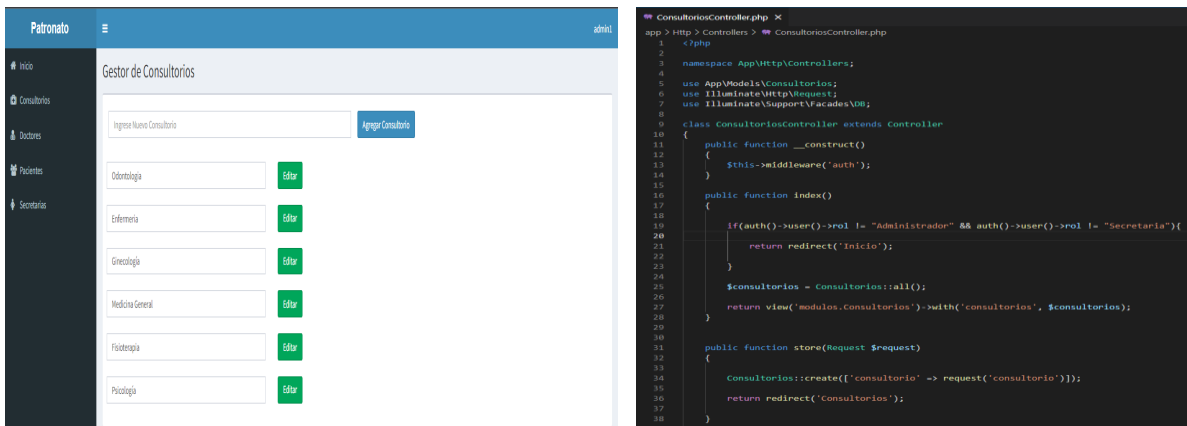 Patronato
admin1
Inicio
Consultorios
Doctores
Pacientes
Secretarias
Gestor de Consultorios
Ingrese Nuevo Consultorio
Agregar Consultorio
Odontologia
Editar
Enfermeria
Editar
Ginecología
Editar
Medicina General
Editar
Fisioterapia
Editar
Psicología
Editar
ConsultoriosController.php ×
app > Http > Controllers > ConsultoriosController.php
1 <?php
2
3 namespace App\Http\Controllers;
4
5 use App\Models\Consultorios;
6 use Illuminate\Http\Request;
7 use Illuminate\Support\Facades\DB;
8
9 class ConsultoriosController extends Controller
10 {
11 public function __construct()
12 {
13 $this->middleware('auth');
14 }
15
16 public function index()
17 {
18
19 if(auth()->user()->rol != "Administrador" && auth()->user()->rol != "Secretaria"){
20
21 return redirect('Inicio');
22
23 }
24
25 $consultorios = Consultorios::all();
26
27 return view('modulos.Consultorios')->with('consultorios', $consultorios);
28 }
29
30
31 public function store(Request $request)
32 {
33
34 Consultorios::create(['consultorio' => request('consultorio')]);
35
36 return redirect('Consultorios');
37
38 }